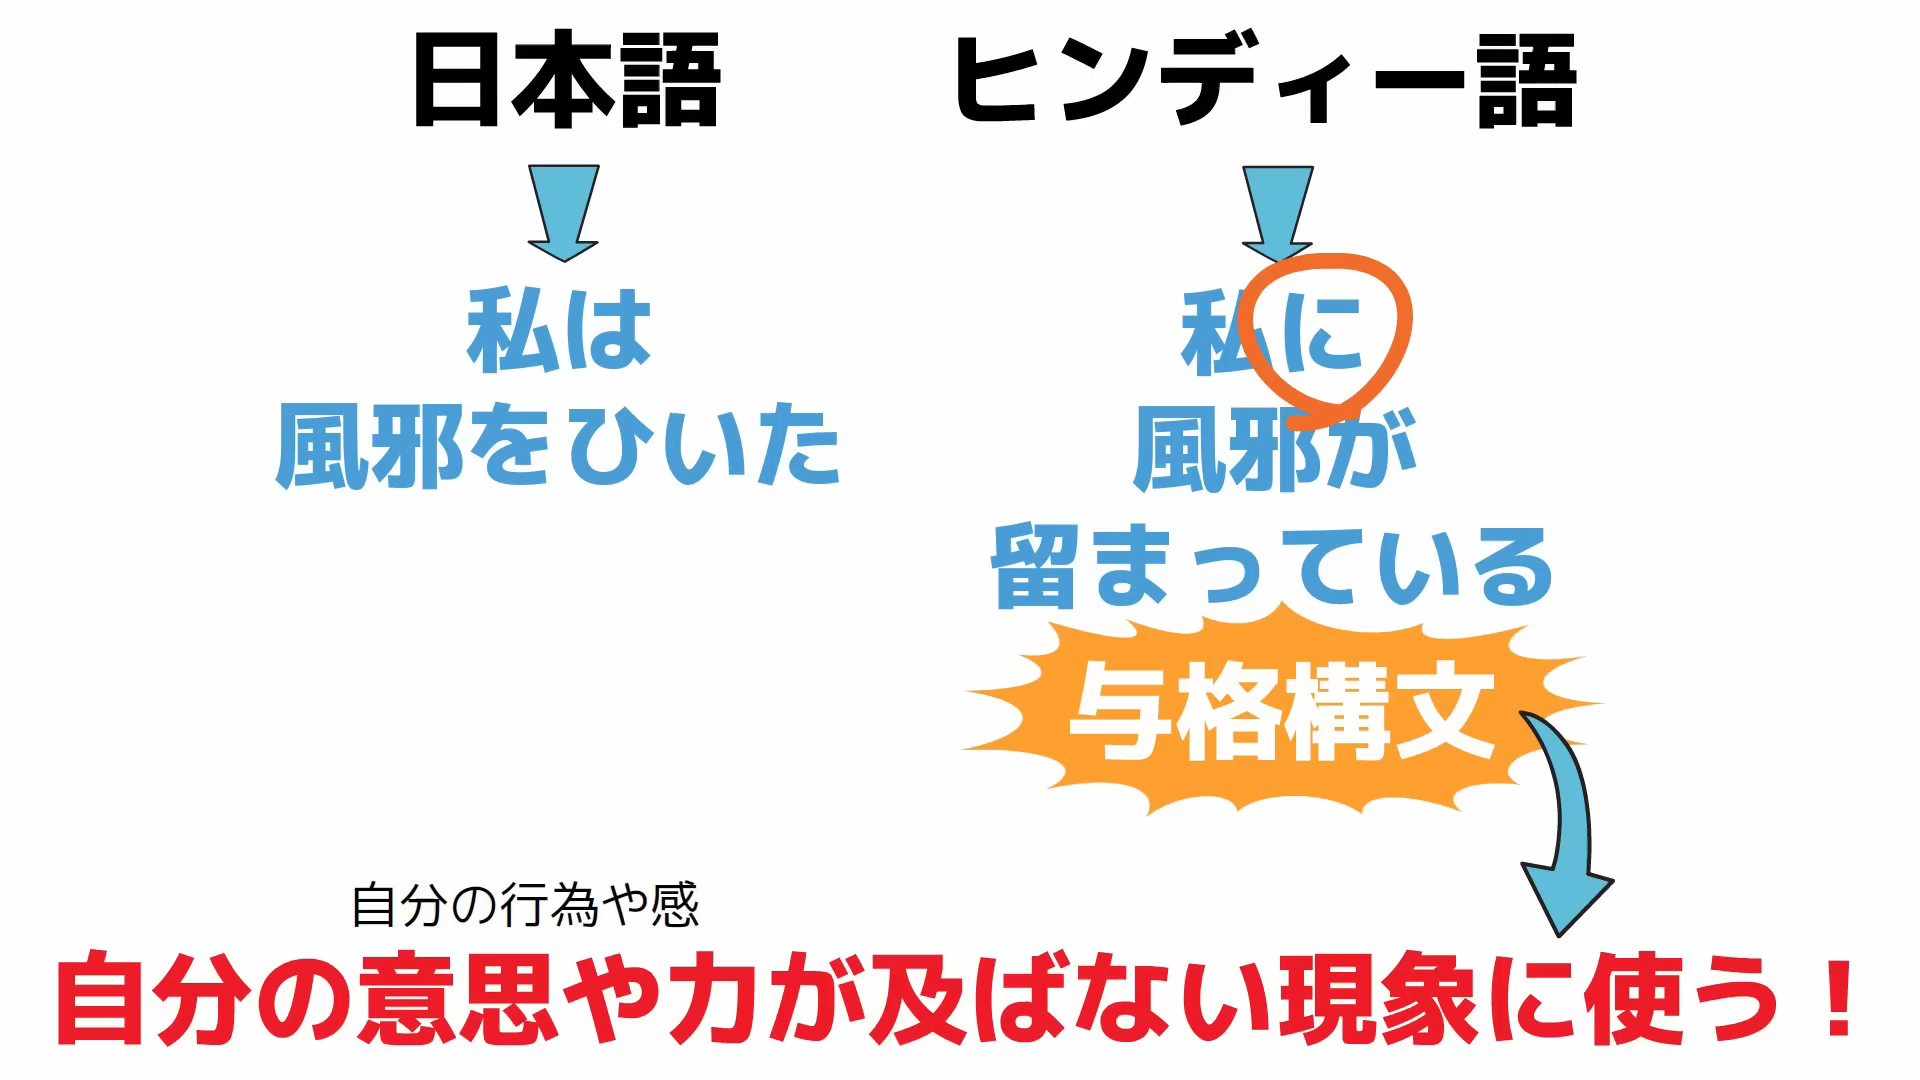 日本語
ヒンディー語
私は
風邪をひいた
私に
風邪が
留まっている
与格構文
自分の行為や感
自分の意思や力が及ばない現象に使う！